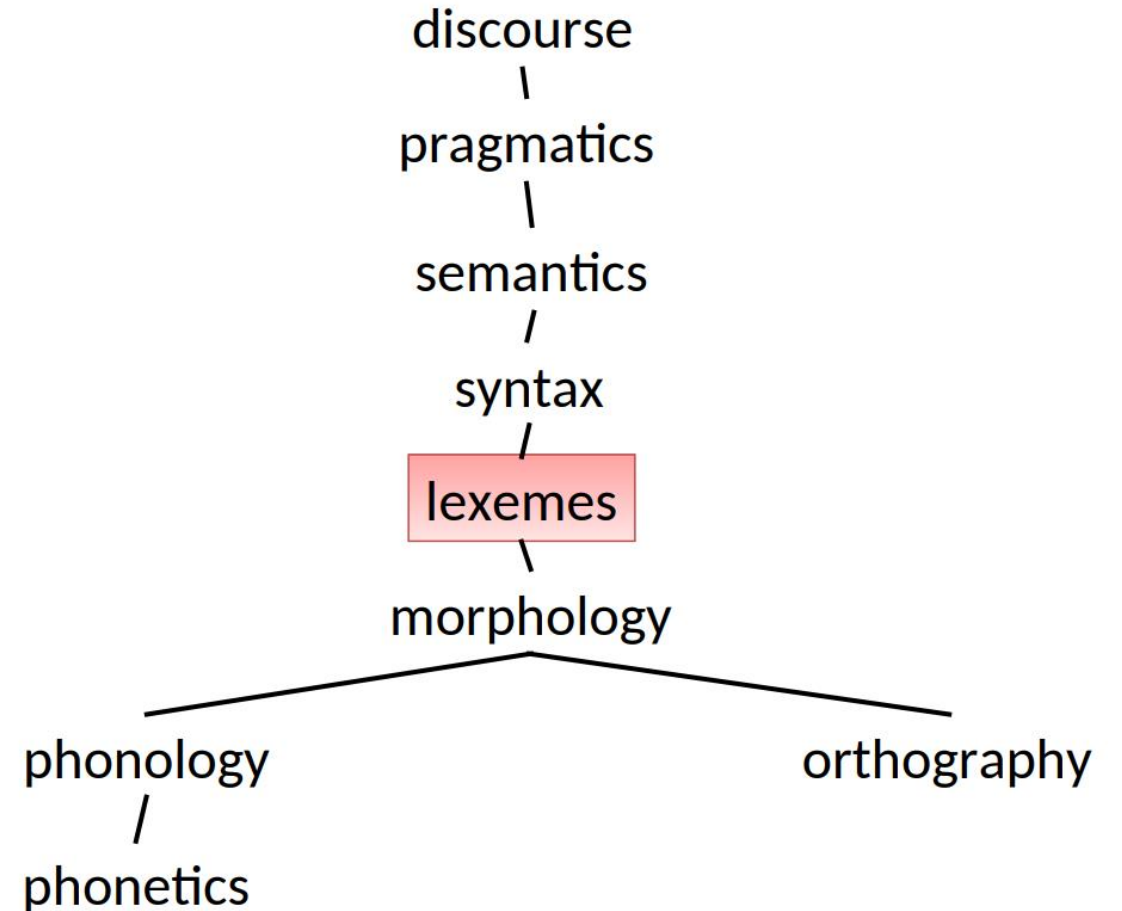 discourse
pragmatics
semantics
syntax
lexemes
morphology
phonology
orthography
phonetics